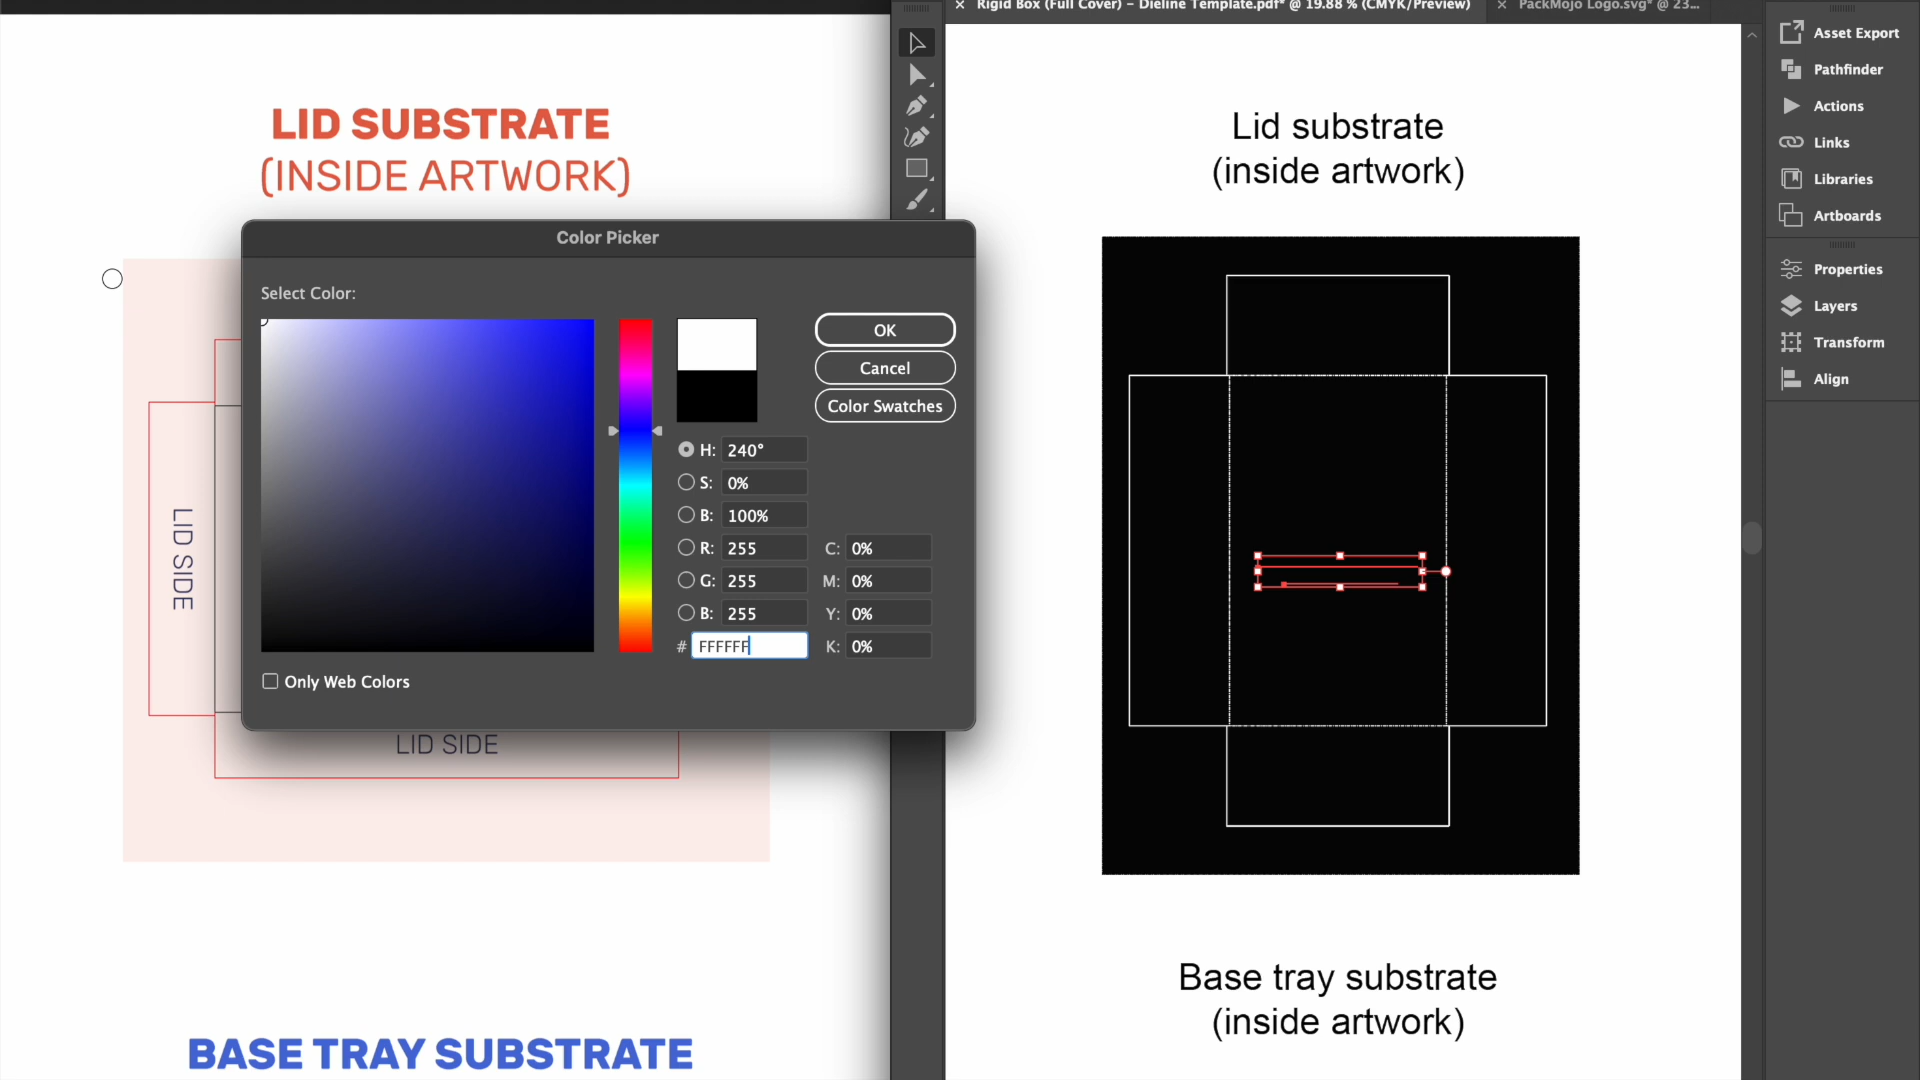 Rigid Box (Full Cover) – Dieline Template.pdf* @ 19.88 % (CMYK/Preview)
PackMojo Logo.svg* @ 23...
LID SUBSTRATE
(INSIDE ARTWORK)
LID SIDE
LID SIDE
BASE TRAY SUBSTRATE
Color Picker
Select Color:
OK
Cancel
Color Swatches
H: 240°
S: 0%
B: 100%
R: 255 C: 0%
G: 255 M: 0%
B: 255 Y: 0%
# FFFFFF K: 0%
Only Web Colors
Lid substrate
(inside artwork)
Base tray substrate
(inside artwork)
Asset Export
Pathfinder
Actions
Links
Libraries
Artboards
Properties
Layers
Transform
Align